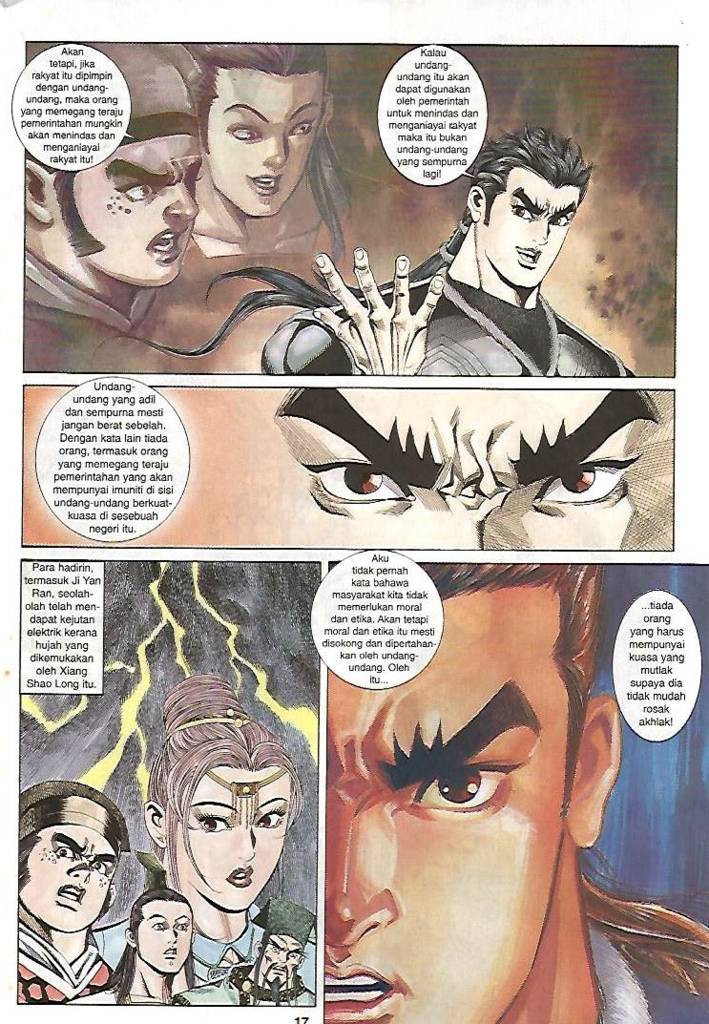 Akan
tetapi, jika
rakyat itu dipimpin
dengan undang-
undang, maka orang
yang memegang teraju
pemerintahan mungkin
akan menindas dan
menganiayai
rakyat itu!
Kalau
undang-
undang itu akan
dapat digunakan
oleh pemerintah
untuk menindas dan
menganiayai rakyat
maka itu bukan
undang-undang
yang sempurna
lagi!
Undang-
undang yang adil
dan sempurna mesti
jangan berat sebelah.
Dengan kata lain tiada
orang, termasuk orang
yang memegang teraju
pemerintahan yang akan
mempunyai imuniti di sisi
undang-undang berkuat-
kuasa di sesebuah
negeri itu.
Para hadirin,
termasuk Ji Yan
Ran, seolah-
olah telah men-
dapat kejutan
elektrik kerana
hujah yang
dikemukakan
oleh Xiang
Shao Long itu.
Aku
tidak pernah
kata bahawa
masyarakat kita tidak
memerlukan moral
dan etika. Akan tetapi
moral dan etika itu mesti
disokong dan dipertahan-
kan oleh undang-
undang. Oleh
itu...
...tiada
orang
yang harus
mempunyai
kuasa yang
mutlak
supaya dia
tidak mudah
rosak
akhlak!
17